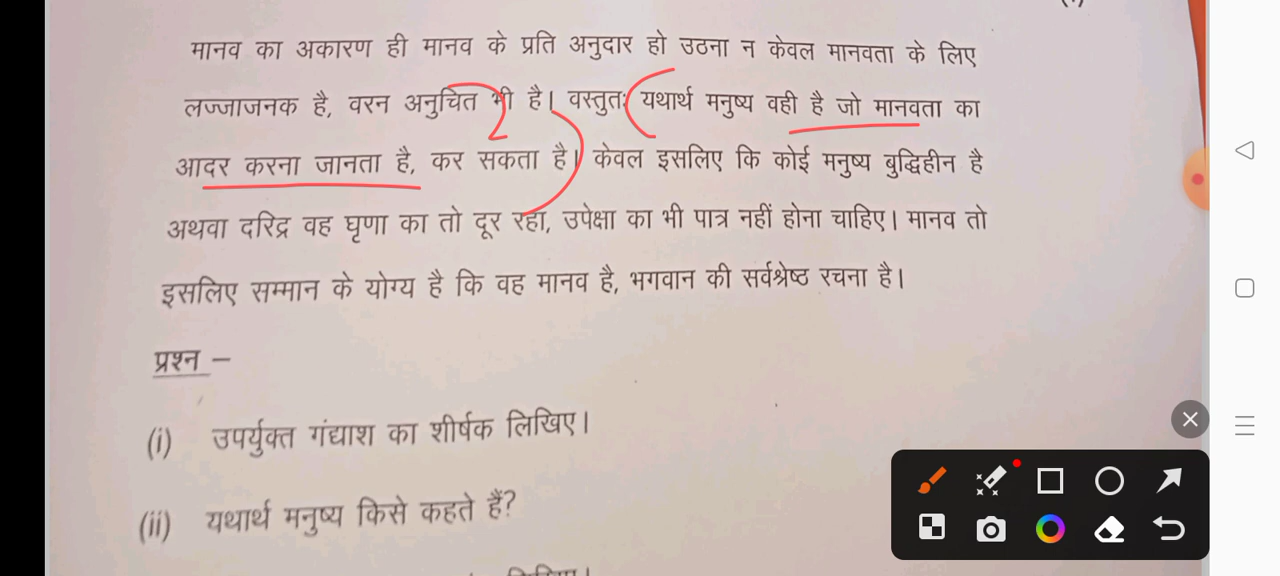 मानव का अकारण ही मानव के प्रति अनुदार हो उठना न केवल मानवता के लिए
लज्जाजनक है, वरन अनुचित भी है। वस्तुतः यथार्थ मनुष्य वही है जो मानवता का
आदर करना जानता है, कर सकता है। केवल इसलिए कि कोई मनुष्य बुद्धिहीन है
अथवा दरिद्र वह घृणा का तो दूर रहा, उपेक्षा का भी पात्र नहीं होना चाहिए। मानव तो
इसलिए सम्मान के योग्य है कि वह मानव है, भगवान की सर्वश्रेष्ठ रचना है।
प्रश्न –
(i) उपर्युक्त गंद्याश का शीर्षक लिखिए।
(ii) यथार्थ मनुष्य किसे कहते हैं?